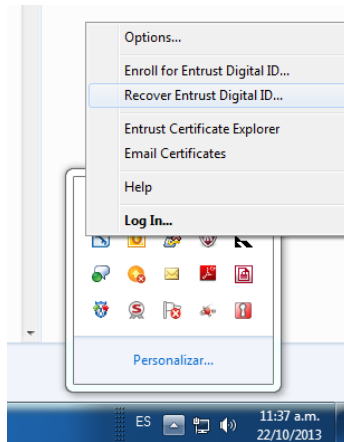 Options...
Enroll for Entrust Digital ID...
Recover Entrust Digital ID...
Entrust Certificate Explorer
Email Certificates
Help
Log In...
Personalizar...
ES
11:37 a.m.
22/10/2013